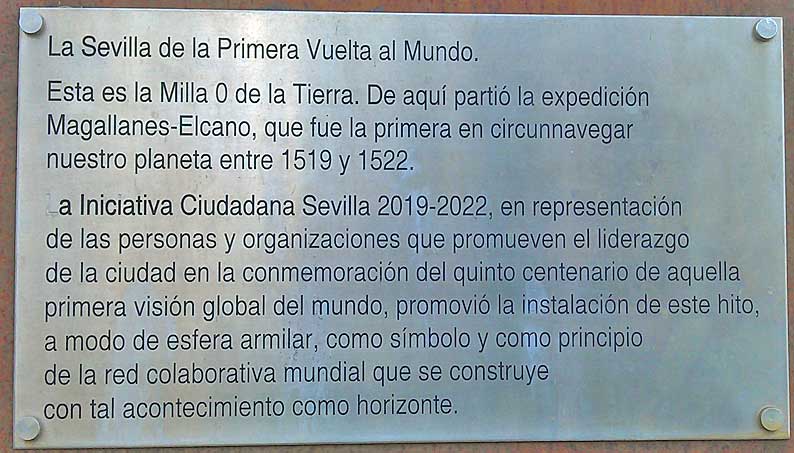 La Sevilla de la Primera Vuelta al Mundo.
Esta es la Milla 0 de la Tierra. De aquí partió la expedición
Magallanes-Elcano, que fue la primera en circunnavegar
nuestro planeta entre 1519 y 1522.
La Iniciativa Ciudadana Sevilla 2019-2022, en representación
de las personas y organizaciones que promueven el liderazgo
de la ciudad en la conmemoración del quinto centenario de aquella
primera visión global del mundo, promovió la instalación de este hito,
a modo de esfera armilar, como símbolo y como principio
de la red colaborativa mundial que se construye
con tal acontecimiento como horizonte.